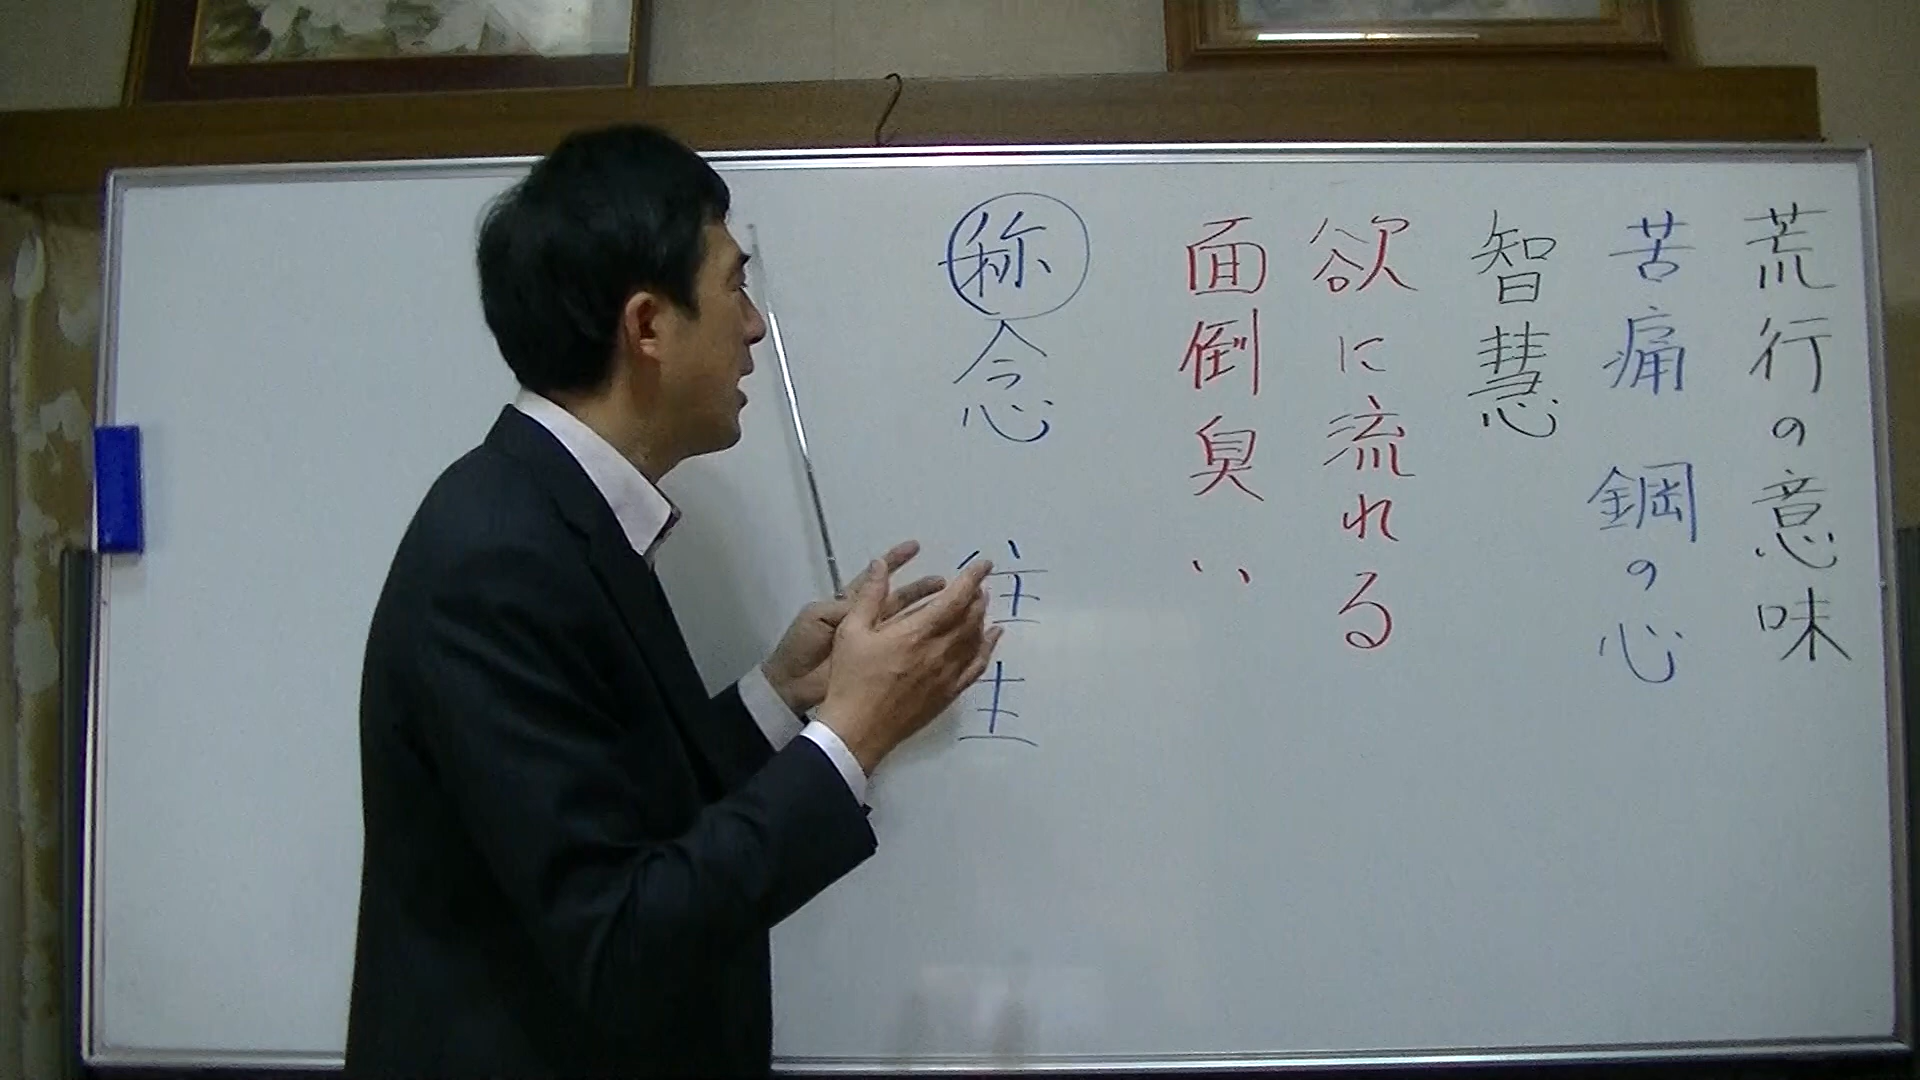 荒行の意味
苦痛 鋼の心
智慧
欲に流れる
面倒臭い
称念 往生